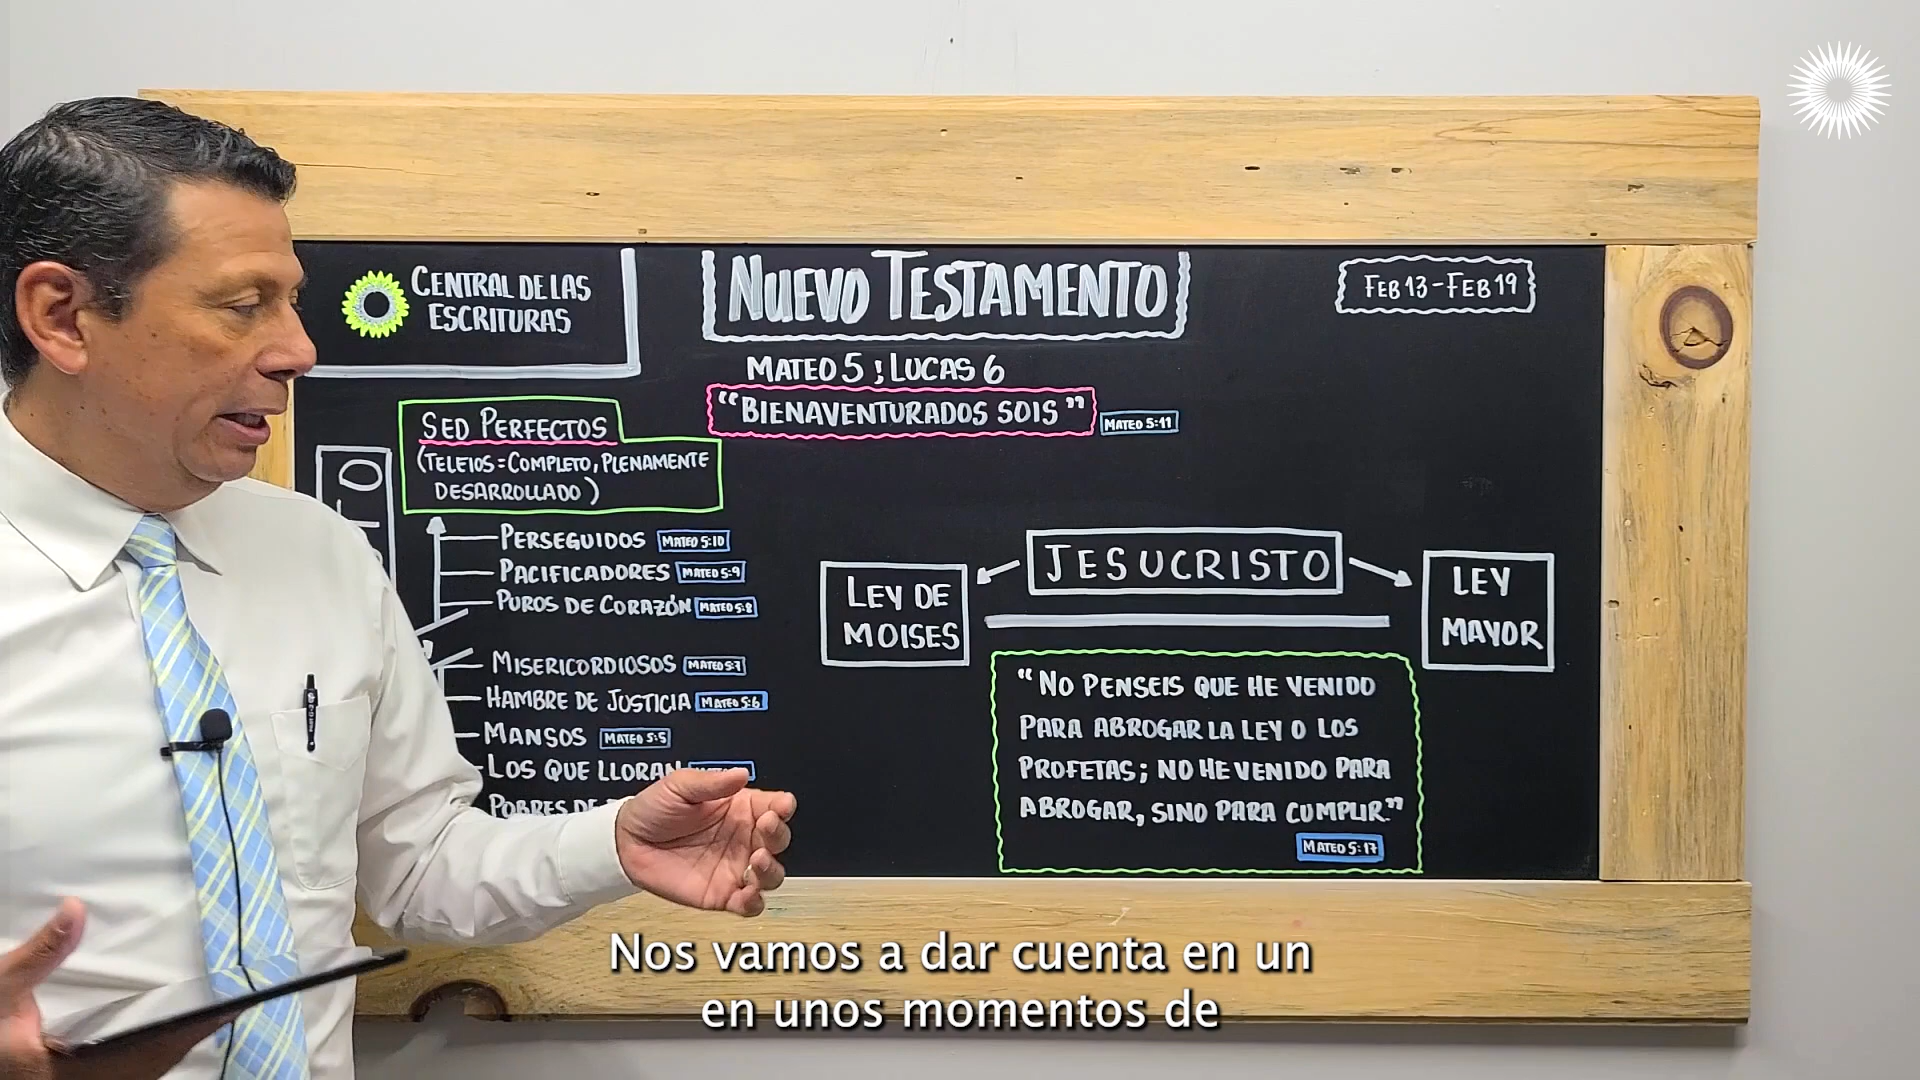 CENTRAL DE LAS
ESCRITURAS
NUEVO TESTAMENTO
FEB 13-FEB 19
MATEO 5; LUCAS 6
"BIENAVENTURADOS SOIS"
MATEO 5:11
SED PERFECTOS
(TELEIOS=COMPLETO, PLENAMENTE
DESARROLLADO)
PERSEGUIDOS MATEO 5:10
PACIFICADORES MATEO 5:9
PUROS DE CORAZÓN MATEO 5:8
MISERICORDIOSOS MATEO 5:7
HAMBRE DE JUSTICIA MATEO 5:6
MANSOS MATEO 5:5
LOS QUE LLORAN
POBRES DE
JESUCRISTO
LEY DE
MOISES
LEY
MAYOR
"NO PENSEIS QUE HE VENIDO
PARA ABROGAR LA LEY O LOS
PROFETAS; NO HE VENIDO PARA
ABROGAR, SINO PARA CUMPLIR."
MATEO 5:17
Nos vamos a dar cuenta en un
en unos momentos de